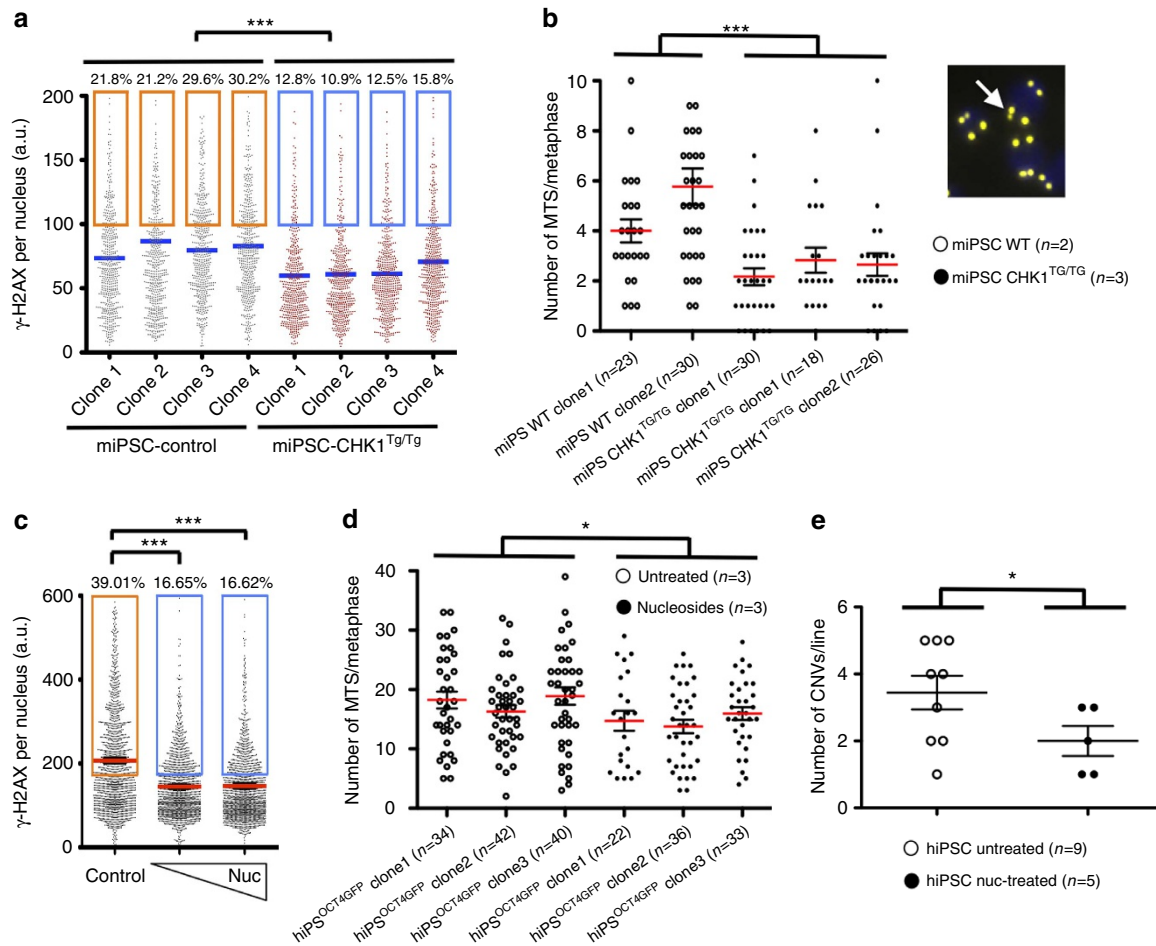 a
***
21.8% 21.2% 29.6% 30.2% 12.8% 10.9% 12.5% 15.8%
γ-H2AX per nucleus (a.u.)
200
150
100
50
0
Clone 1 Clone 2 Clone 3 Clone 4 Clone 1 Clone 2 Clone 3 Clone 4
miPSC-control miPSC-CHK1Tg/Tg
b
***
Number of MTS/metaphase
10
8
6
4
2
0
miPS WT clone1 (n=23)
miPS WT clone2 (n=30)
miPS CHK1TG/TG clone1 (n=30)
miPS CHK1TG/TG clone1 (n=18)
miPS CHK1TG/TG clone2 (n=26)
miPSC WT (n=2)
miPSC CHK1TG/TG (n=3)
c
***
***
39.01% 16.65% 16.62%
γ-H2AX per nucleus (a.u.)
600
400
300
200
0
Control Nuc
d
*
Untreated (n=3)
Nucleosides (n=3)
Number of MTS/metaphase
40
30
20
10
0
hiPSOCT4GFP clone1 (n=34)
hiPSOCT4GFP clone2 (n=42)
hiPSOCT4GFP clone3 (n=40)
hiPSOCT4GFP clone1 (n=22)
hiPSOCT4GFP clone2 (n=36)
hiPSOCT4GFP clone3 (n=33)
e
*
Number of CNVs/line
6
4
2
0
hiPSC untreated (n=9)
hiPSC nuc-treated (n=5)